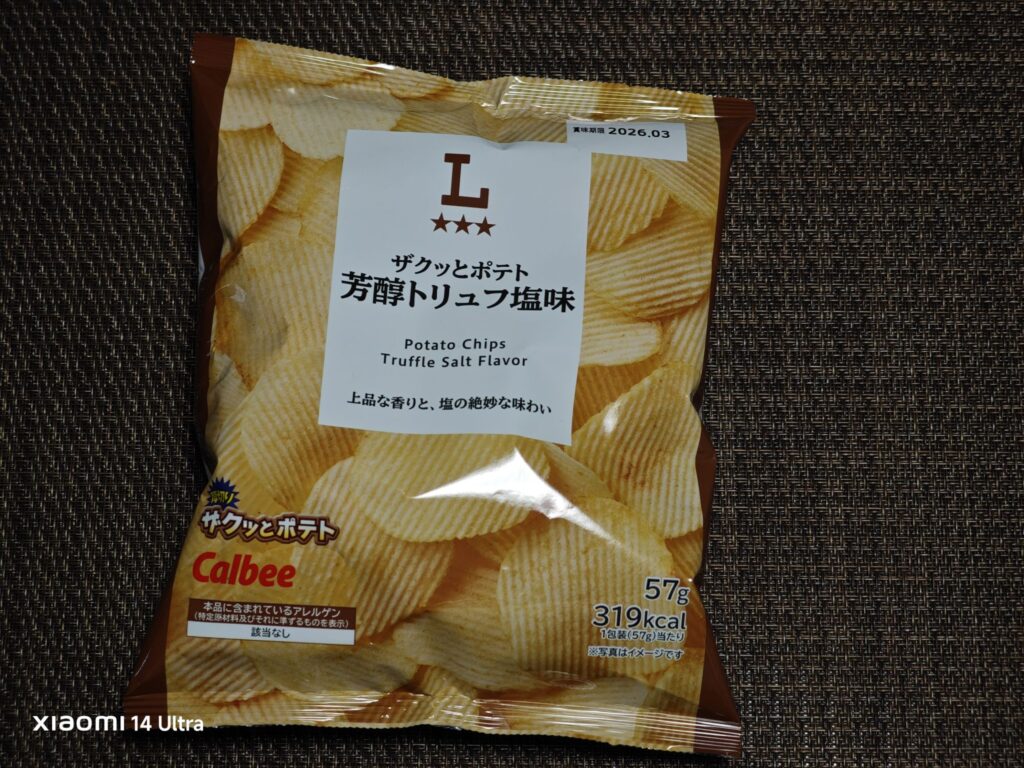 賞味期限 2026.03
L
★★★
ザクッとポテト
芳醇トリュフ塩味
Potato Chips
Truffle Salt Flavor
上品な香りと、塩の絶妙な味わい
ザクッとポテト
Calbee
本品に含まれているアレルゲン
(特定原材料及びそれに準ずるものを表示)
該当なし
57g
319kcal
1包装(57g)当たり
※写真はイメージです
xiaomi 14 Ultra